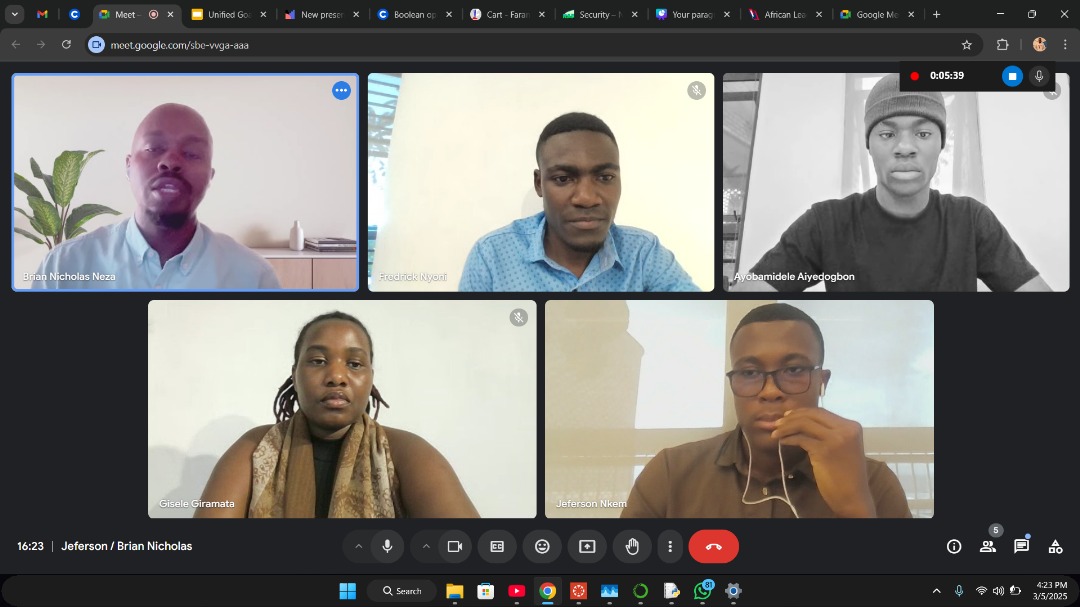 Meet -
Unified Goa
New preser
Boolean op
Cart - Faran
Security – N
Your parag
African Lea
Google Me
meet.google.com/sbe-vvga-aaa
0:05:39
Brian Nicholas Neza
Fredrick Nyoni
Ayobamidele Aiyedogbon
Gisele Giramata
Jeferson Nkem
16:23 | Jeferson / Brian Nicholas
5
Search
81
4:23 PM
3/5/2025